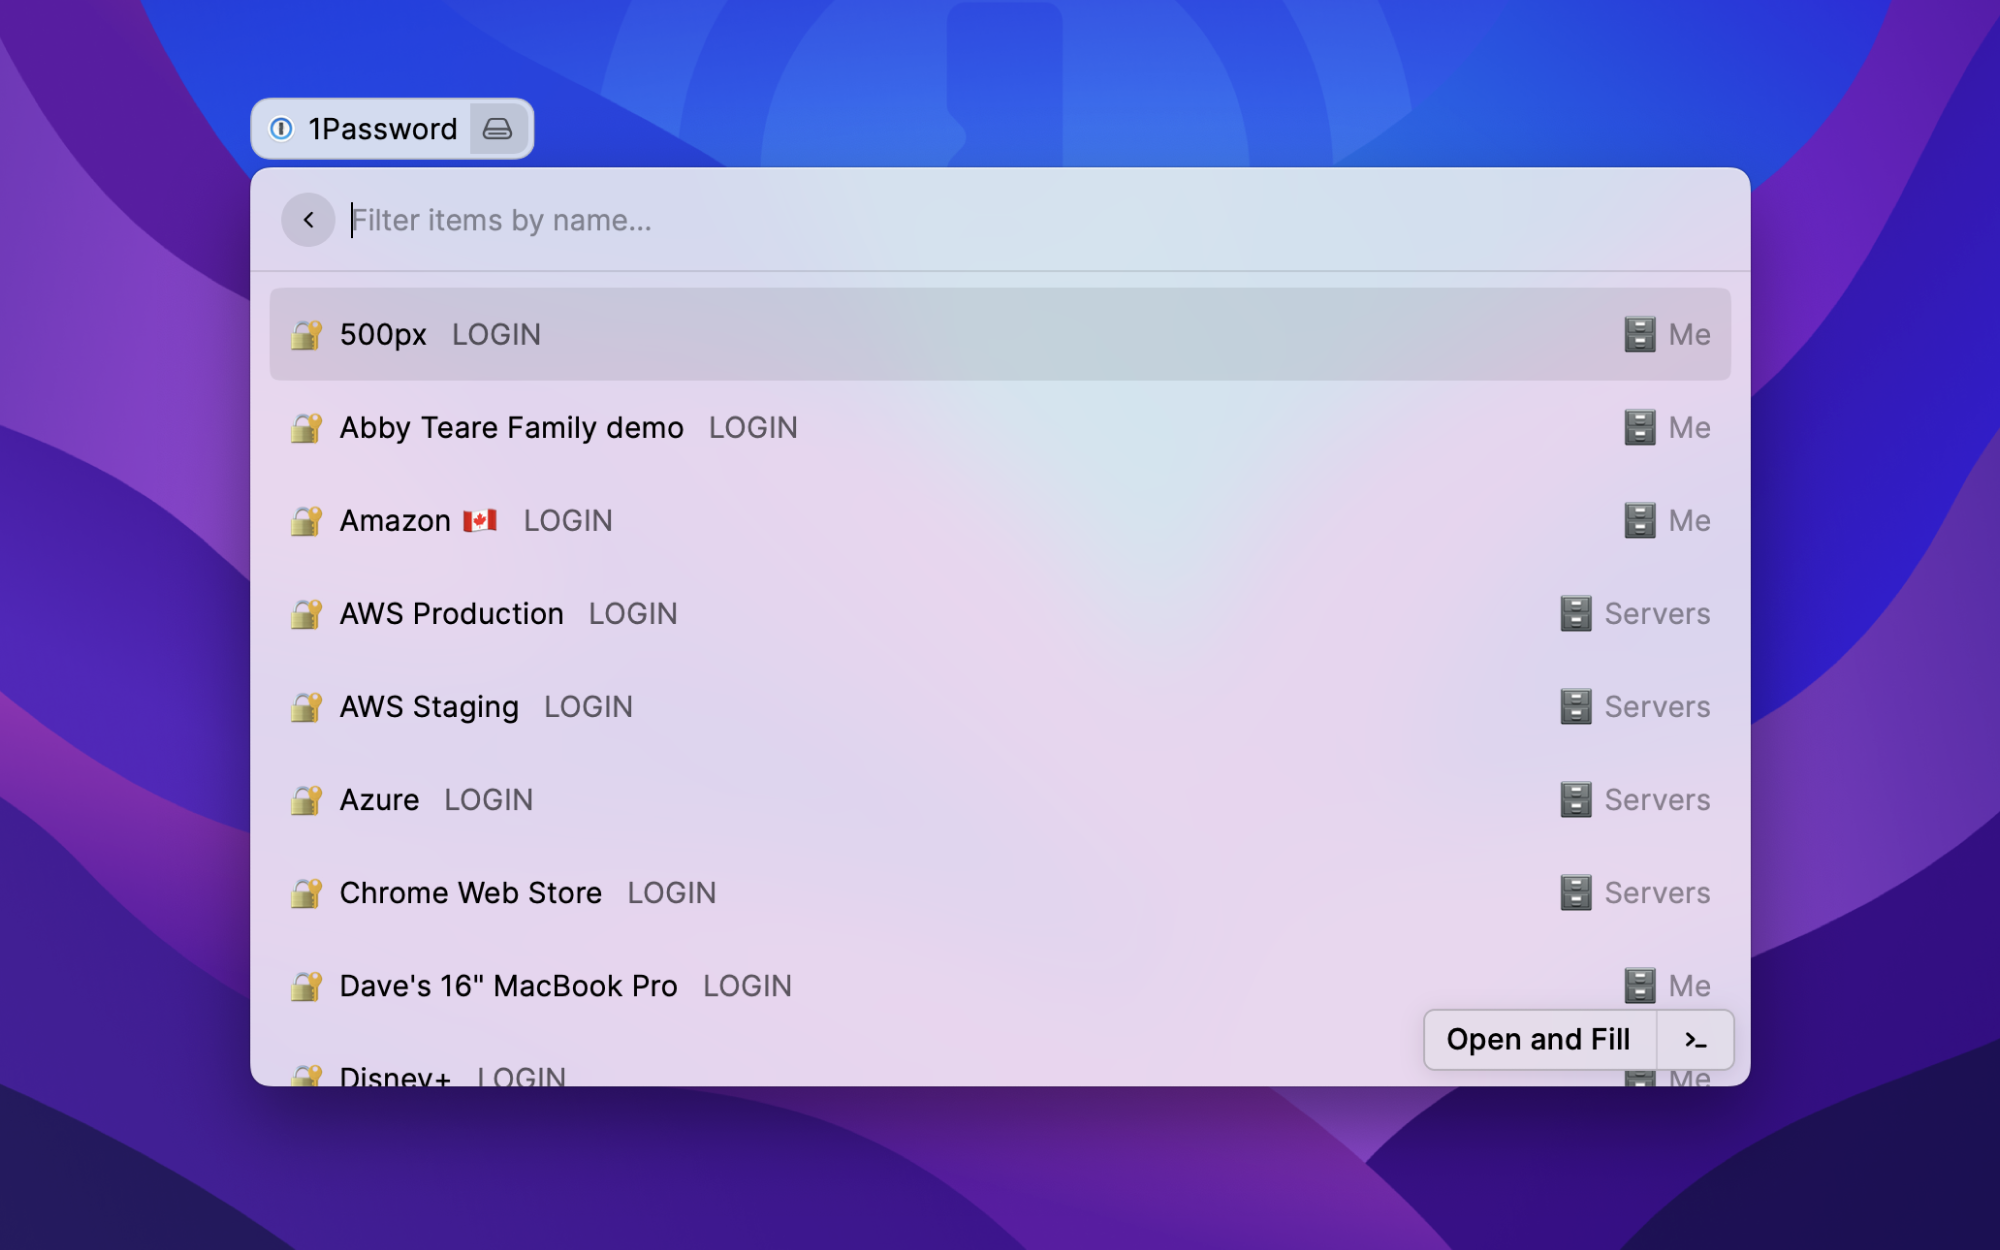 1Password
Filter items by name...
500px LOGIN Me
Abby Teare Family demo LOGIN Me
Amazon 🇨🇦 LOGIN Me
AWS Production LOGIN Servers
AWS Staging LOGIN Servers
Azure LOGIN Servers
Chrome Web Store LOGIN Servers
Dave's 16" MacBook Pro LOGIN Me
Open and Fill >_
Disney+ LOGIN Me